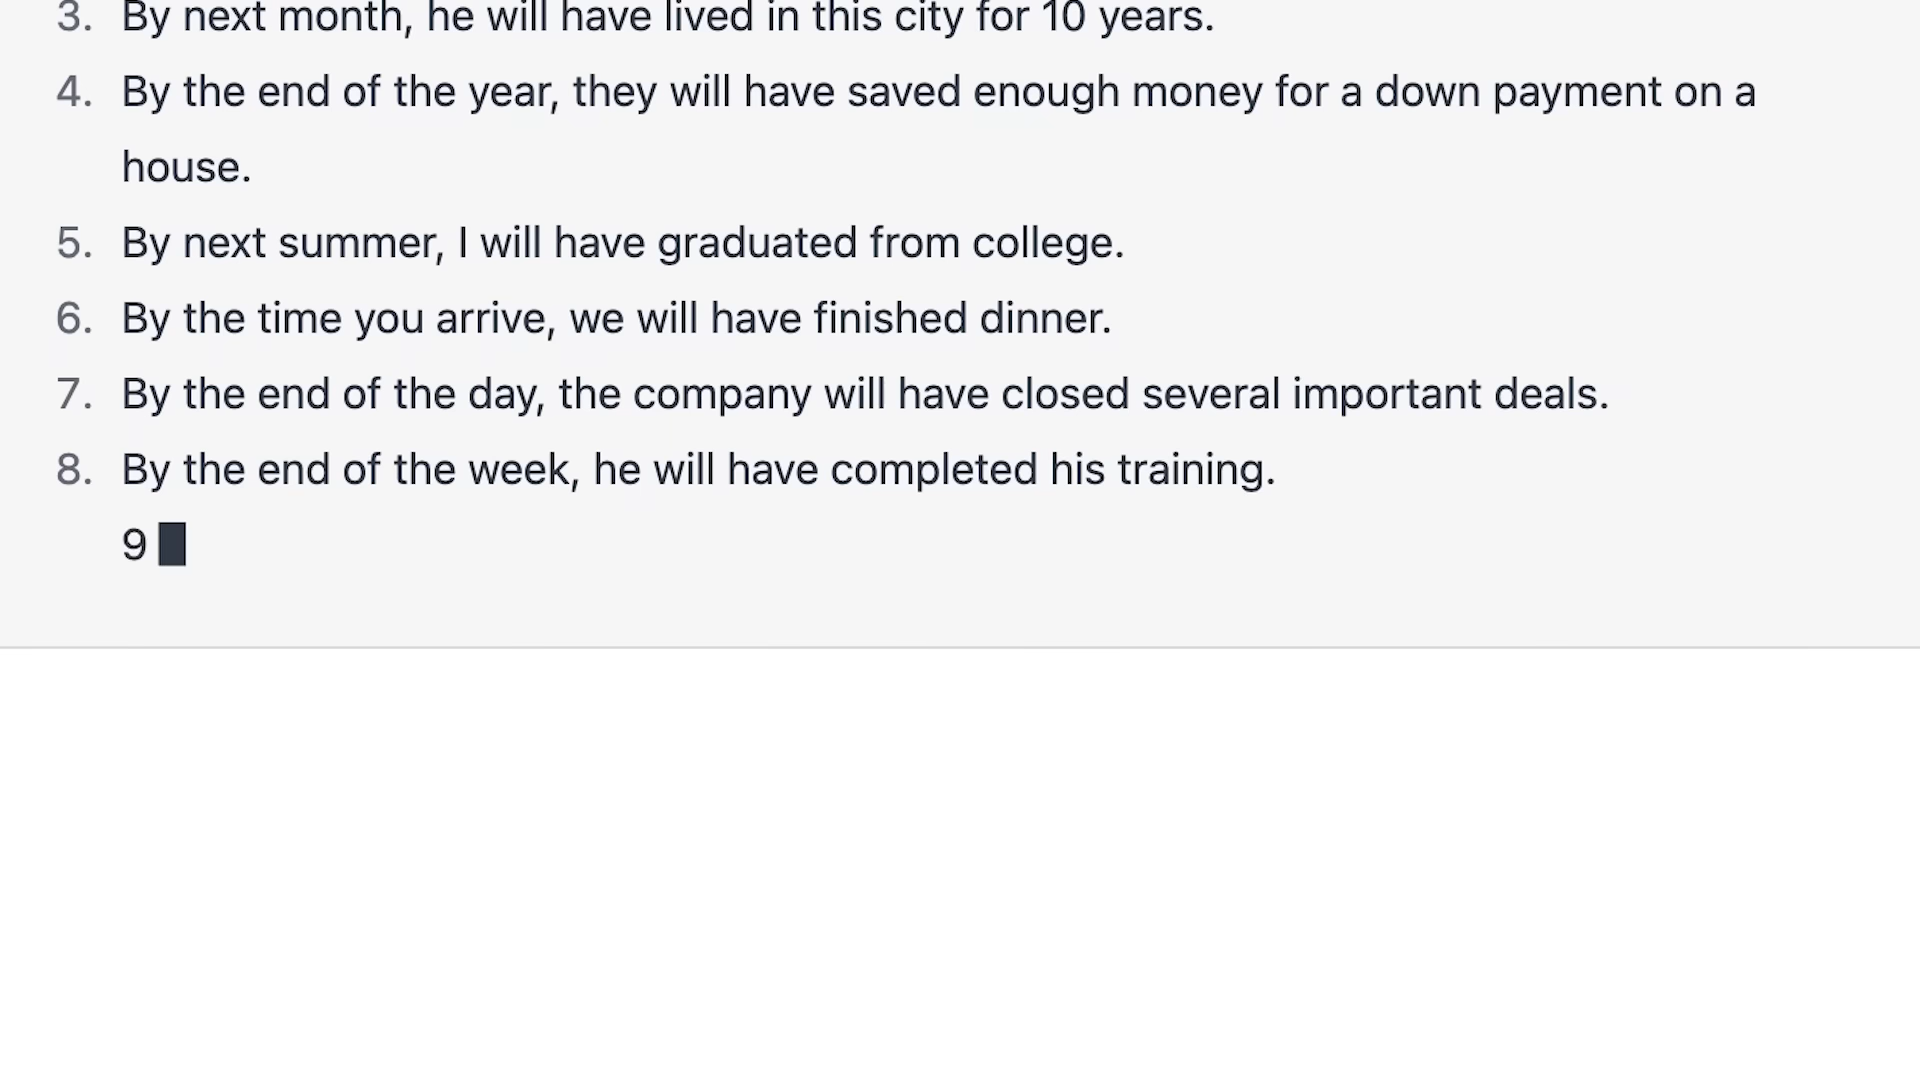 3. By next month, he will have lived in this city for 10 years.
4. By the end of the year, they will have saved enough money for a down payment on a
house.
5. By next summer, I will have graduated from college.
6. By the time you arrive, we will have finished dinner.
7. By the end of the day, the company will have closed several important deals.
8. By the end of the week, he will have completed his training.
9